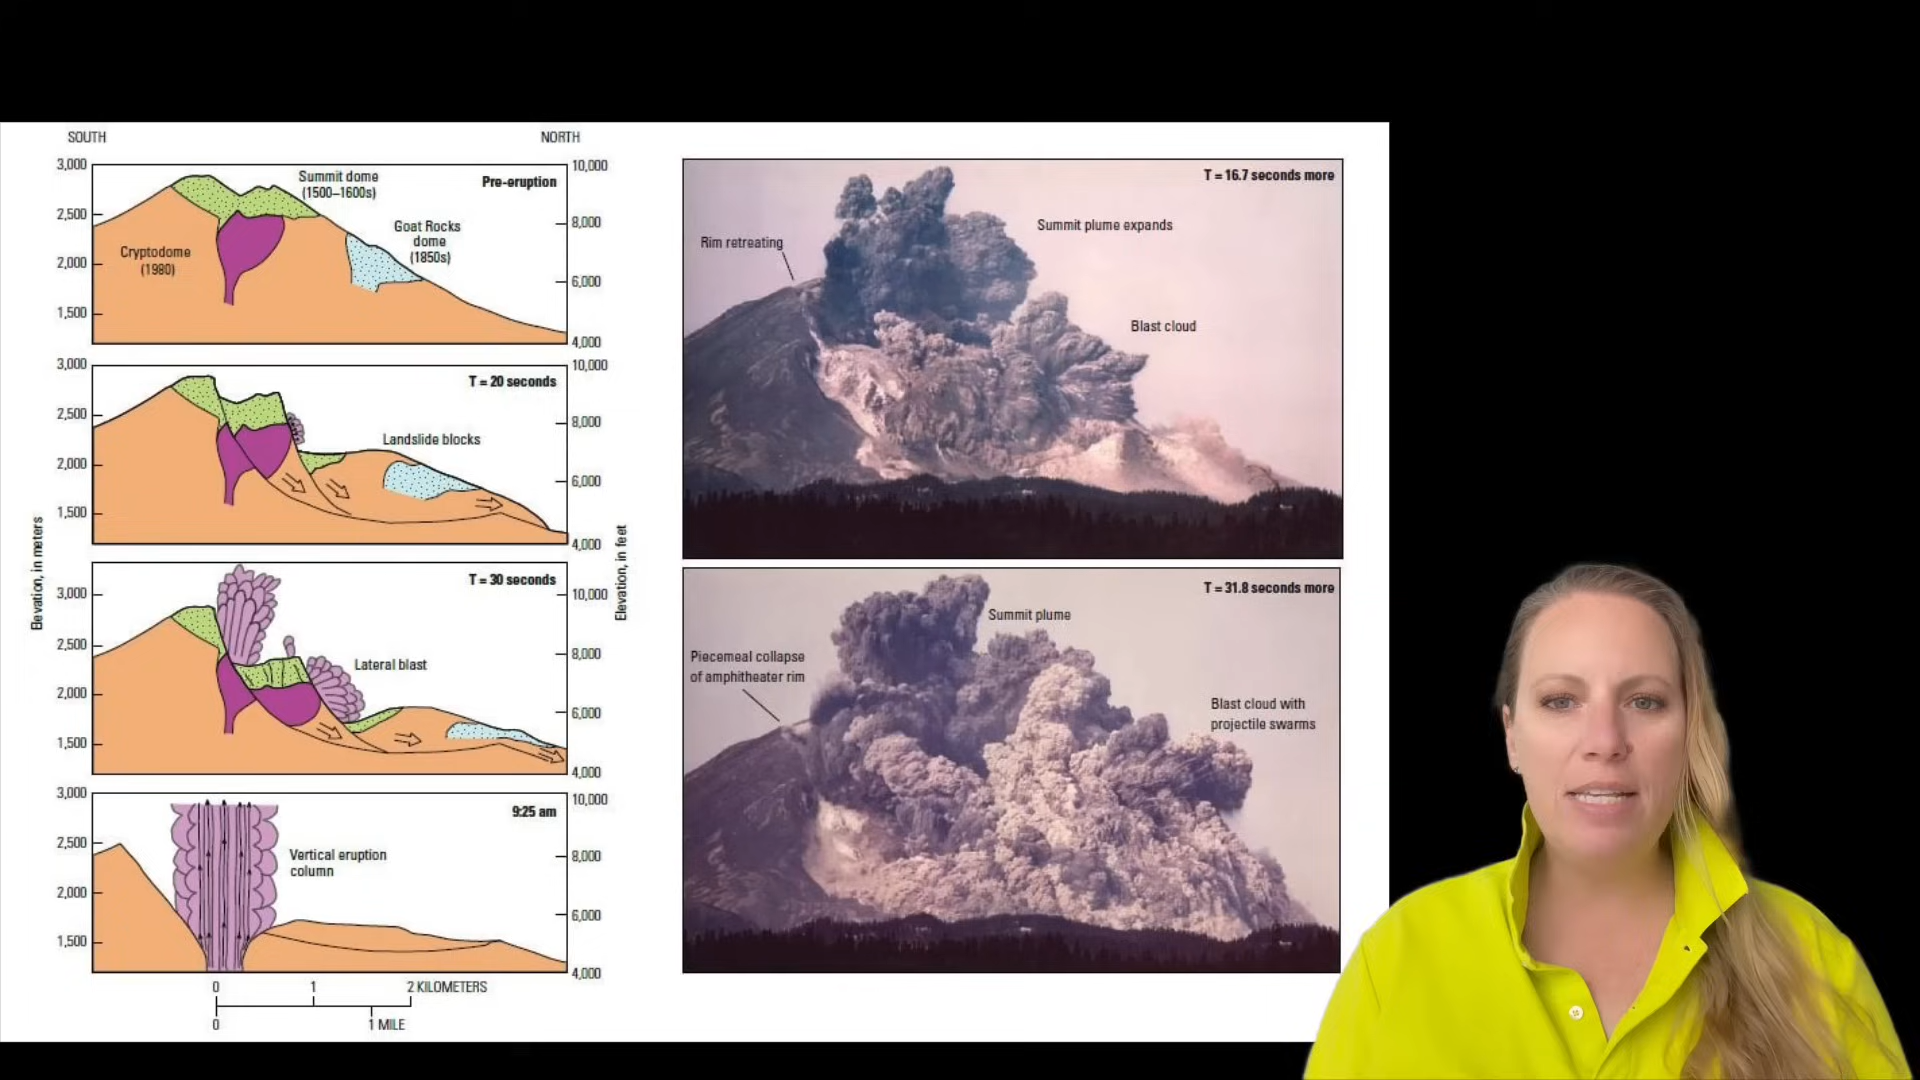 SOUTH
NORTH
3,000
2,500
2,000
1,500
10,000
8,000
6,000
4,000
Pre-eruption
Summit dome
(1500–1600s)
Goat Rocks
dome
(1850s)
Cryptodome
(1980)
3,000
2,500
2,000
1,500
10,000
8,000
6,000
4,000
T = 20 seconds
Landslide blocks
Elevation, in meters
Elevation, in feet
3,000
2,500
2,000
1,500
10,000
8,000
6,000
4,000
T = 30 seconds
Lateral blast
3,000
2,500
2,000
1,500
10,000
8,000
6,000
4,000
9:25 am
Vertical eruption
column
0 1 2 KILOMETERS
0 1 MILE
T = 16.7 seconds more
Summit plume expands
Rim retreating
Blast cloud
T = 31.8 seconds more
Summit plume
Piecemeal collapse
of amphitheater rim
Blast cloud with
projectile swarms